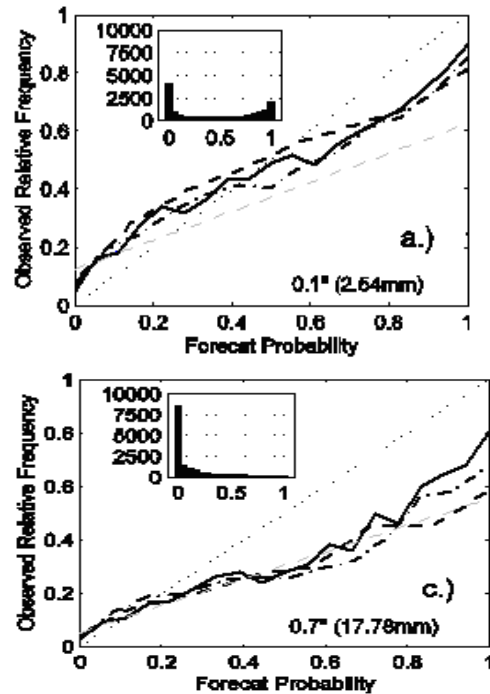 1
10000
7500
5000
2500
0
0 0.5 1
0.8
0.6
0.4
0.2
0
Observed Relative Frequency
a.)
0.1" (2.54mm)
0 0.2 0.4 0.6 0.8 1
Forecat Probability
1
10000
7500
5000
2500
0
0 0.5 1
0.8
0.6
0.4
0.2
0
Observed Relative Frequency
c.)
0.7" (17.78mm)
0 0.2 0.4 0.6 0.8 1
Forecat Probability